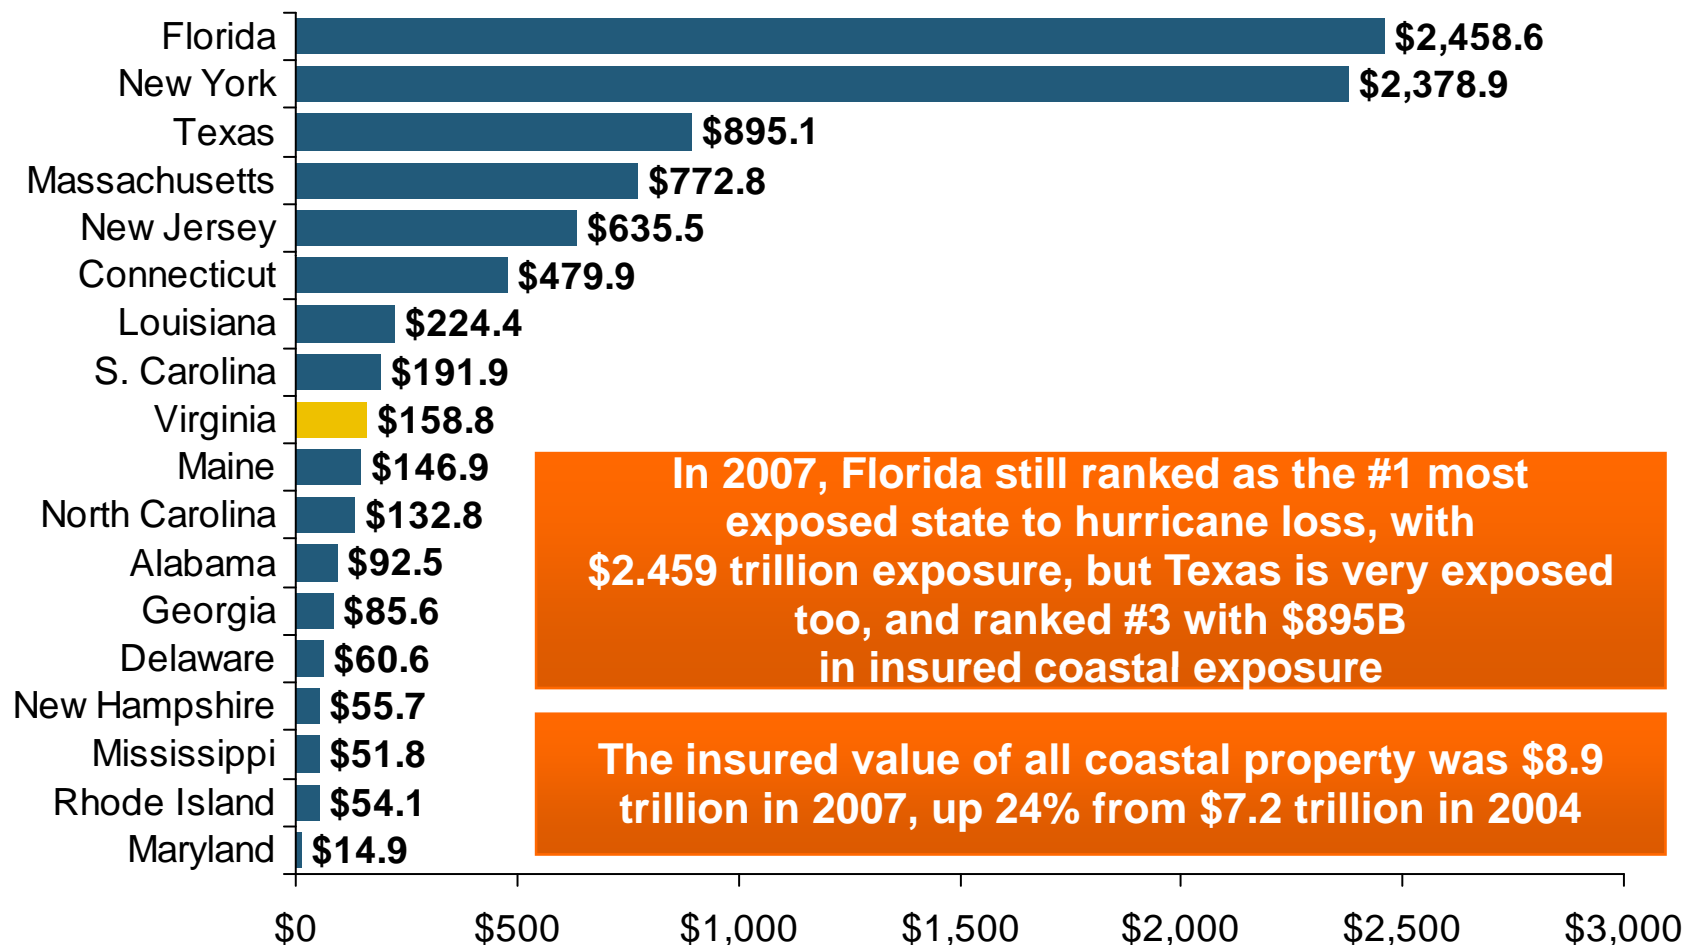 Florida $2,458.6
New York $2,378.9
Texas $895.1
Massachusetts $772.8
New Jersey $635.5
Connecticut $479.9
Louisiana $224.4
S. Carolina $191.9
Virginia $158.8
Maine $146.9
North Carolina $132.8
Alabama $92.5
Georgia $85.6
Delaware $60.6
New Hampshire $55.7
Mississippi $51.8
Rhode Island $54.1
Maryland $14.9
In 2007, Florida still ranked as the #1 most
exposed state to hurricane loss, with
$2.459 trillion exposure, but Texas is very exposed
too, and ranked #3 with $895B
in insured coastal exposure
The insured value of all coastal property was $8.9
trillion in 2007, up 24% from $7.2 trillion in 2004
$0 $500 $1,000 $1,500 $2,000 $2,500 $3,000